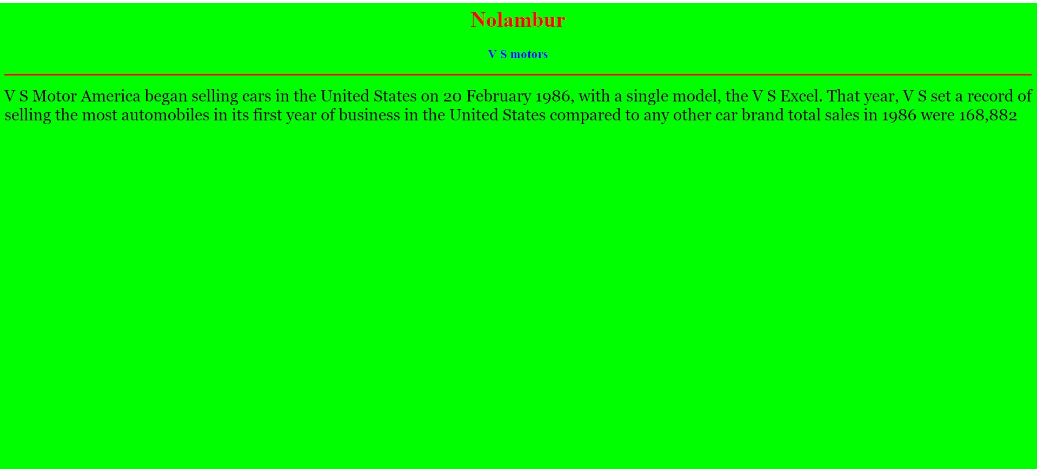 Nolambur
V S motors
V S Motor America began selling cars in the United States on 20 February 1986, with a single model, the V S Excel. That year, V S set a record of
selling the most automobiles in its first year of business in the United States compared to any other car brand total sales in 1986 were 168,882